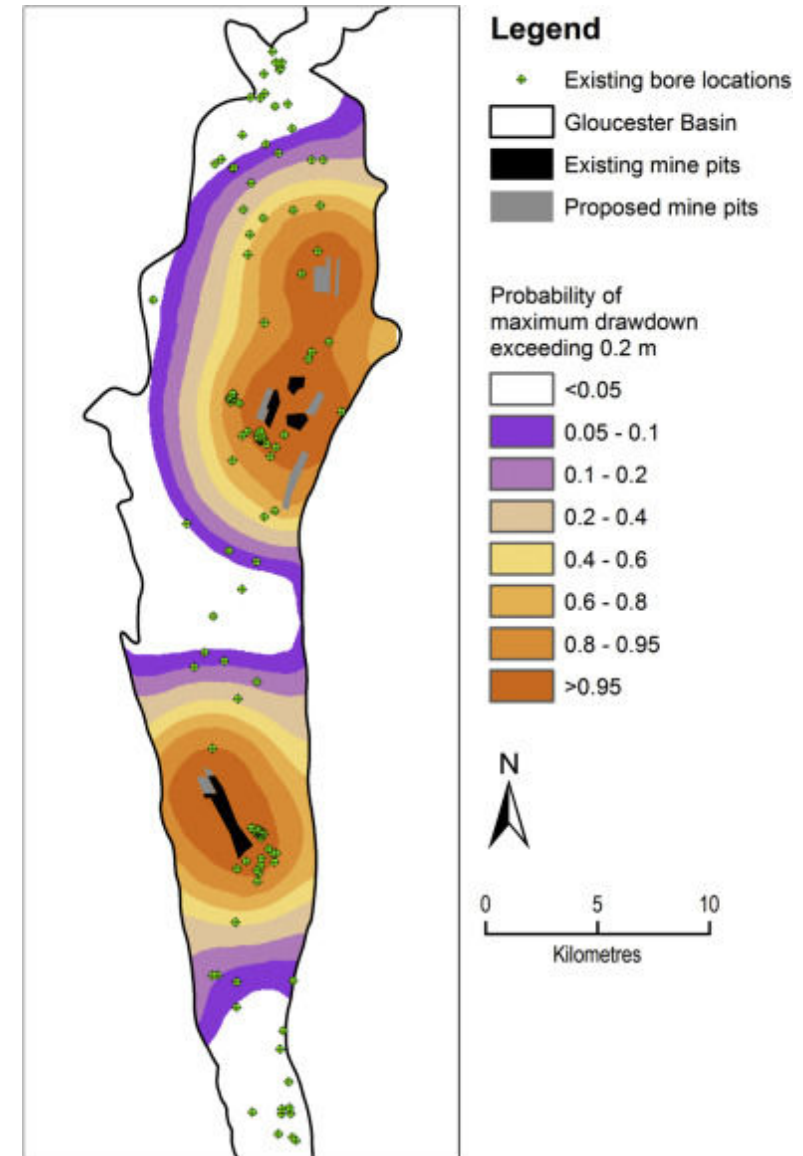 Legend
Existing bore locations
Gloucester Basin
Existing mine pits
Proposed mine pits
Probability of
maximum drawdown
exceeding 0.2 m
<0.05
0.05 - 0.1
0.1 - 0.2
0.2 - 0.4
0.4 - 0.6
0.6 - 0.8
0.8 - 0.95
>0.95
N
0 5 10
Kilometres